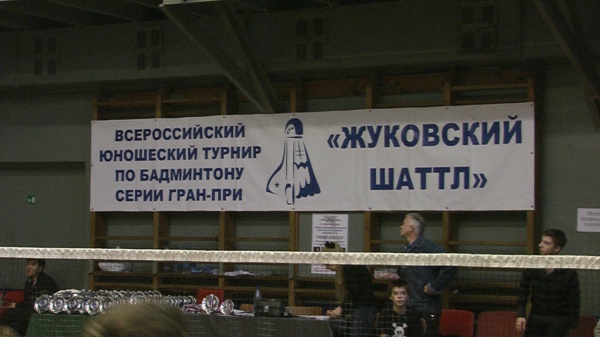 ВСЕРОССИЙСКИЙ
ЮНОШЕСКИЙ ТУРНИР
ПО БАДМИНТОНУ
СЕРИИ ГРАН-ПРИ
«ЖУКОВСКИЙ
ШАТТЛ»